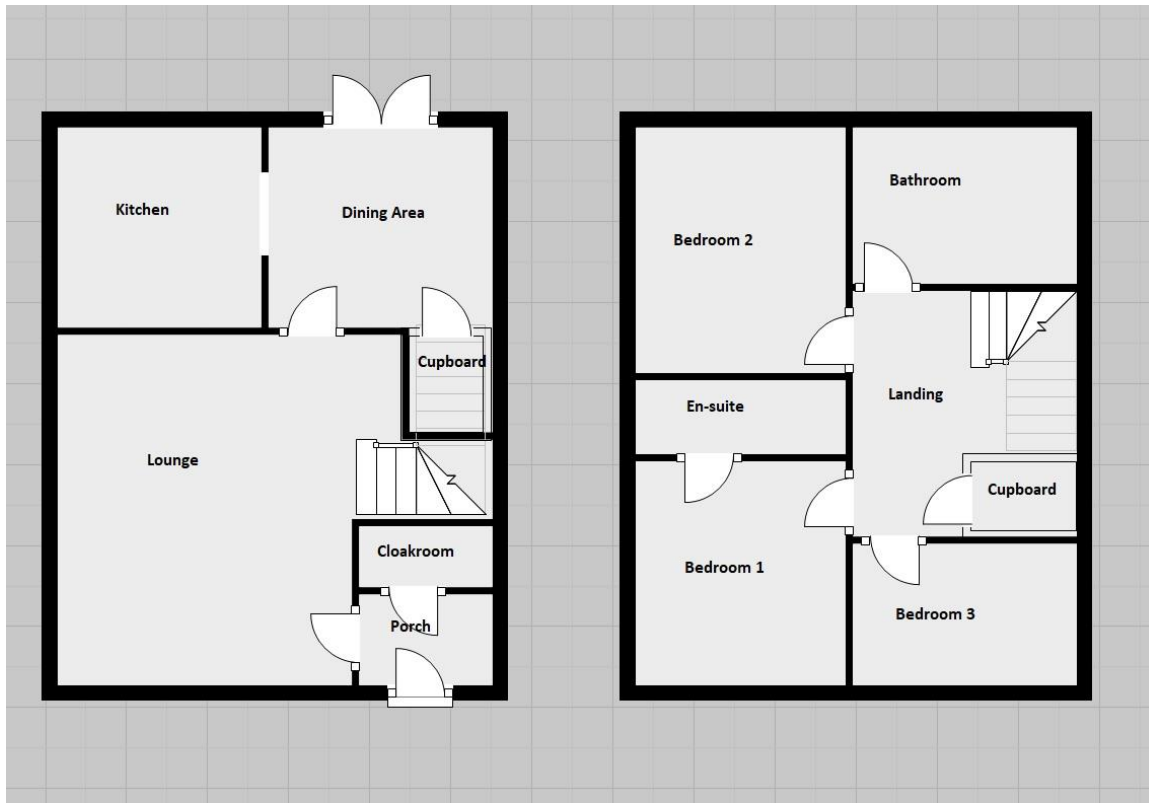 Kitchen
Dining Area
Cupboard
Lounge
Cloakroom
Porch
Bedroom 2
Bathroom
En-suite
Landing
Cupboard
Bedroom 1
Bedroom 3